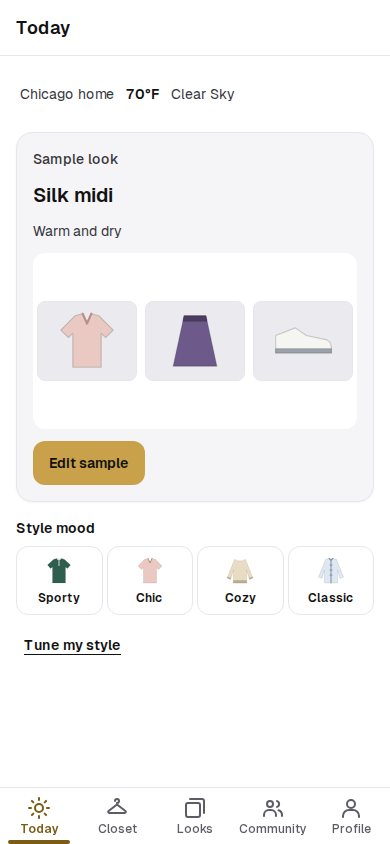 Today
Chicago home 70°F Clear Sky
Sample look
Silk midi
Warm and dry
Edit sample
Style mood
Sporty Chic Cozy Classic
Tune my style
Today Closet Looks Community Profile